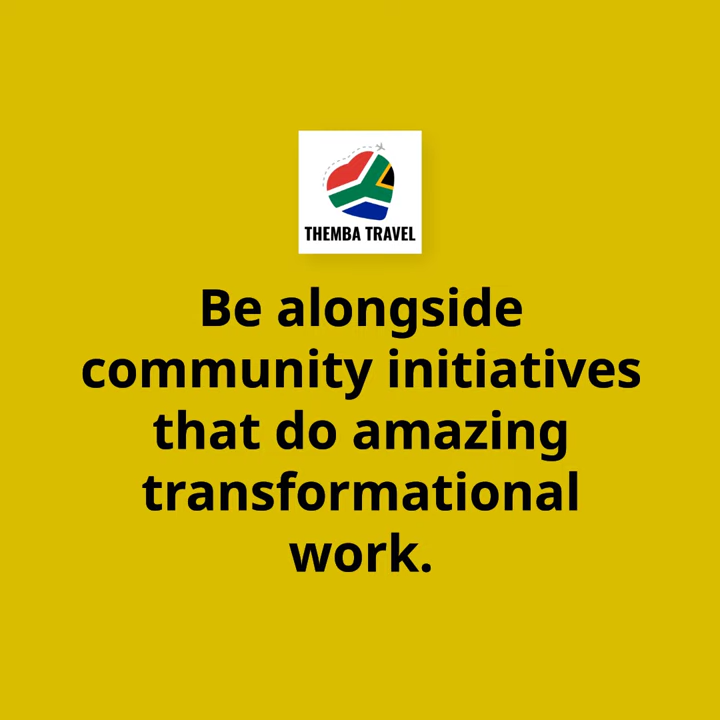 THEMBA TRAVEL
Be alongside
community initiatives
that do amazing
transformational
work.